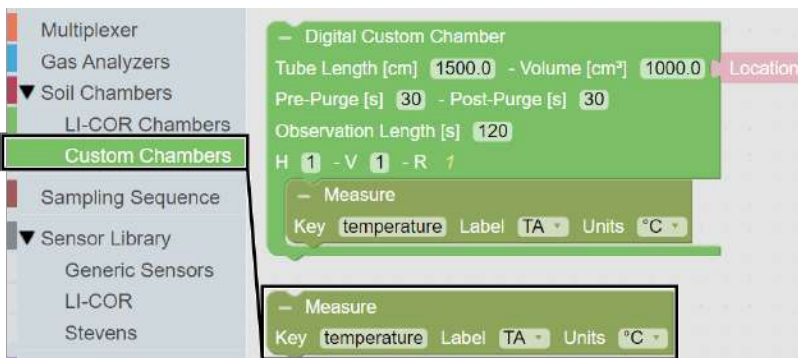 Multiplexer
Gas Analyzers
▼ Soil Chambers
LI-COR Chambers
Custom Chambers
Sampling Sequence
▼ Sensor Library
Generic Sensors
LI-COR
Stevens
– Digital Custom Chamber
Tube Length [cm] 1500.0 - Volume [cm³] 1000.0 Location
Pre-Purge [s] 30 - Post-Purge [s] 30
Observation Length [s] 120
H 1 - V 1 - R 1
– Measure
Key temperature Label TA Units °C
– Measure
Key temperature Label TA Units °C